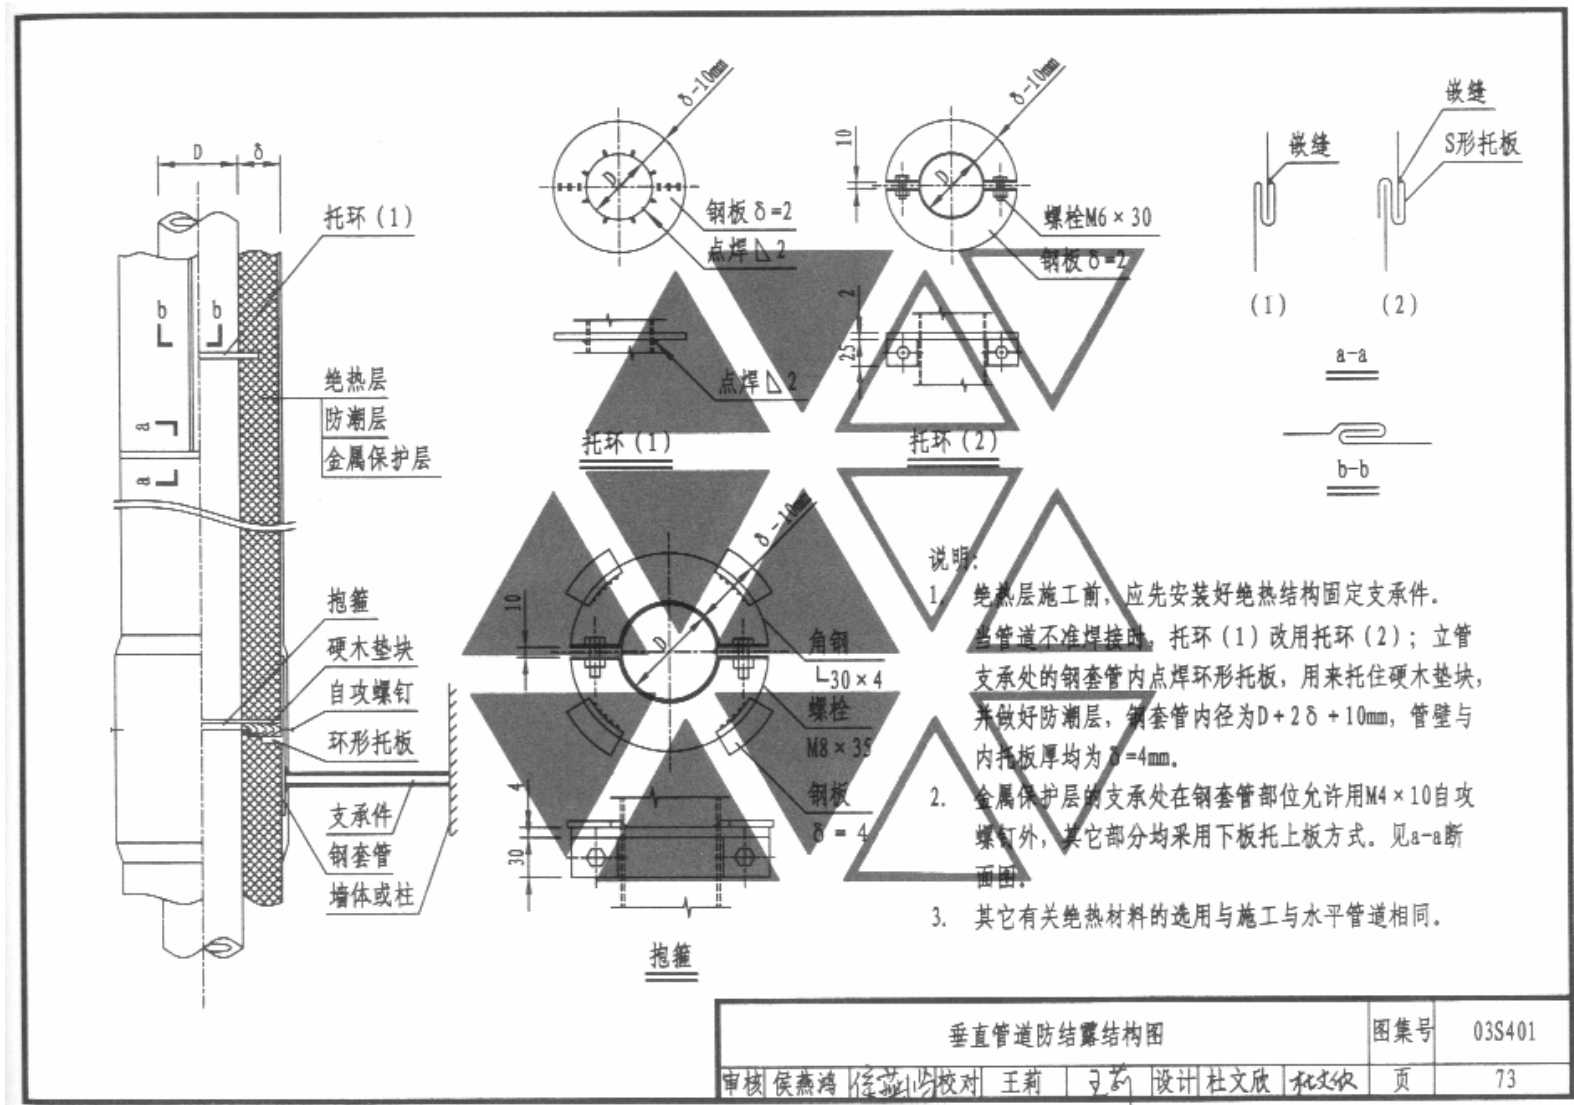 D δ
托环（1）
b b
绝热层
防潮层
金属保护层
a
a
抱箍
硬木垫块
自攻螺钉
环形托板
支承件
钢套管
墙体或柱
δ-10mm
D
钢板δ=2
点焊 2
点焊 2
托环（1）
δ-10mm
10
D
螺栓M6×30
钢板δ=2
2
25
托环（2）
嵌缝
嵌缝
S形托板
（1） （2）
a-a
b-b
δ-10mm
10
D
角钢
∟30×4
螺栓
M8×35
钢板
δ=4
4
30
抱箍
说明：
1. 绝热层施工前，应先安装好绝热结构固定支承件。
当管道不准焊接时，托环（1）改用托环（2）；立管
支承处的钢套管内点焊环形托板，用来托住硬木垫块，
并做好防潮层，钢套管内径为D+2δ+10mm，管壁与
内托板厚均为δ=4mm。
2. 金属保护层的支承处在钢套管部位允许用M4×10自攻
螺钉外，其它部分均采用下板托上板方式。见a-a断
面图。
3. 其它有关绝热材料的选用与施工与水平管道相同。
垂直管道防结露结构图 图集号 03S401
审核 侯燕鸿 校对 王莉 王莉 设计 杜文欣 杜文欣 页 73